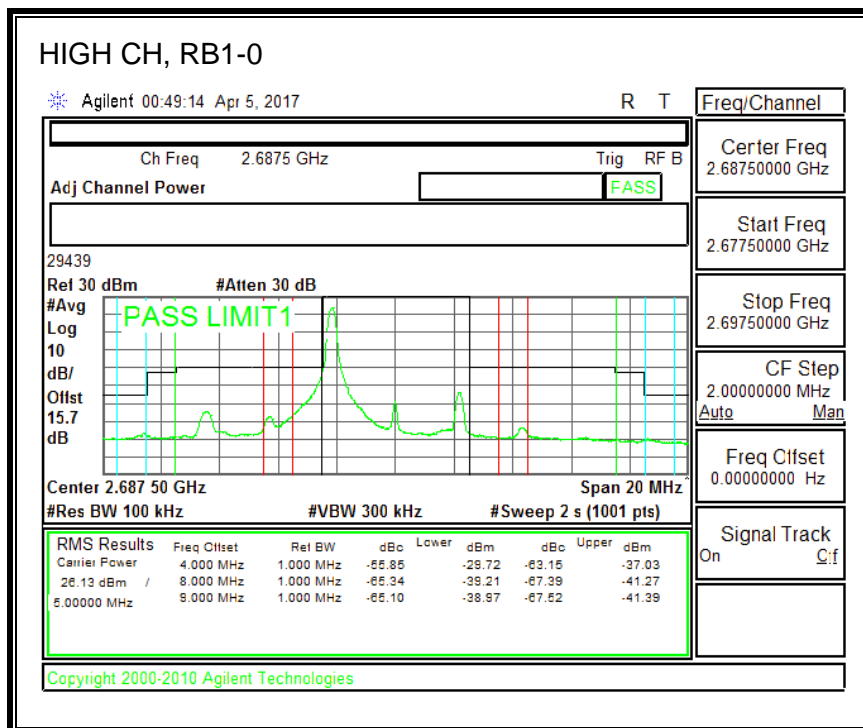 HIGH CH, RB1-0
Agilent 00:49:14 Apr 5, 2017 R T
Freq/Channel
Ch Freq 2.6875 GHz Trig RF B
Adj Channel Power PASS
Center Freq
2.68750000 GHz
Start Freq
2.67750000 GHz
Stop Freq
2.69750000 GHz
CF Step
2.00000000 MHz
Auto Man
Freq Offset
0.00000000 Hz
Signal Track
On Off
29439
Ref 30 dBm #Atten 30 dB
#Avg
Log
10
dB/
Offst
15.7
dB
PASS LIMIT1
Center 2.687 50 GHz Span 20 MHz
#Res BW 100 kHz #VBW 300 kHz #Sweep 2 s (1001 pts)
RMS Results Freq Offset Ref BW dBc Lower dBm dBc Upper dBm
Carrier Power 4.000 MHz 1.000 MHz -55.85 -29.72 -63.15 -37.03
26.13 dBm / 8.000 MHz 1.000 MHz -65.34 -39.21 -67.39 -41.27
5.00000 MHz 9.000 MHz 1.000 MHz -65.10 -38.97 -67.52 -41.39
Copyright 2000-2010 Agilent Technologies